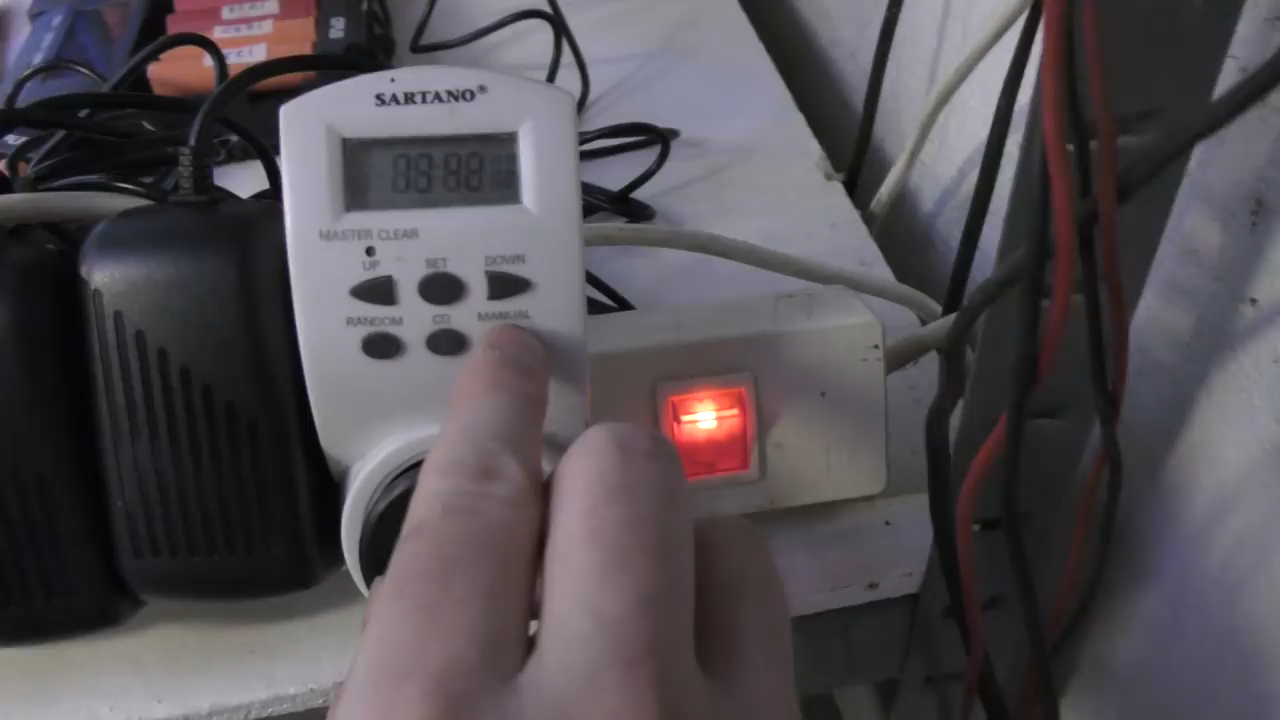 SARTANO®
88:88
MASTER CLEAR
UP SET DOWN
RANDOM CD MANUAL